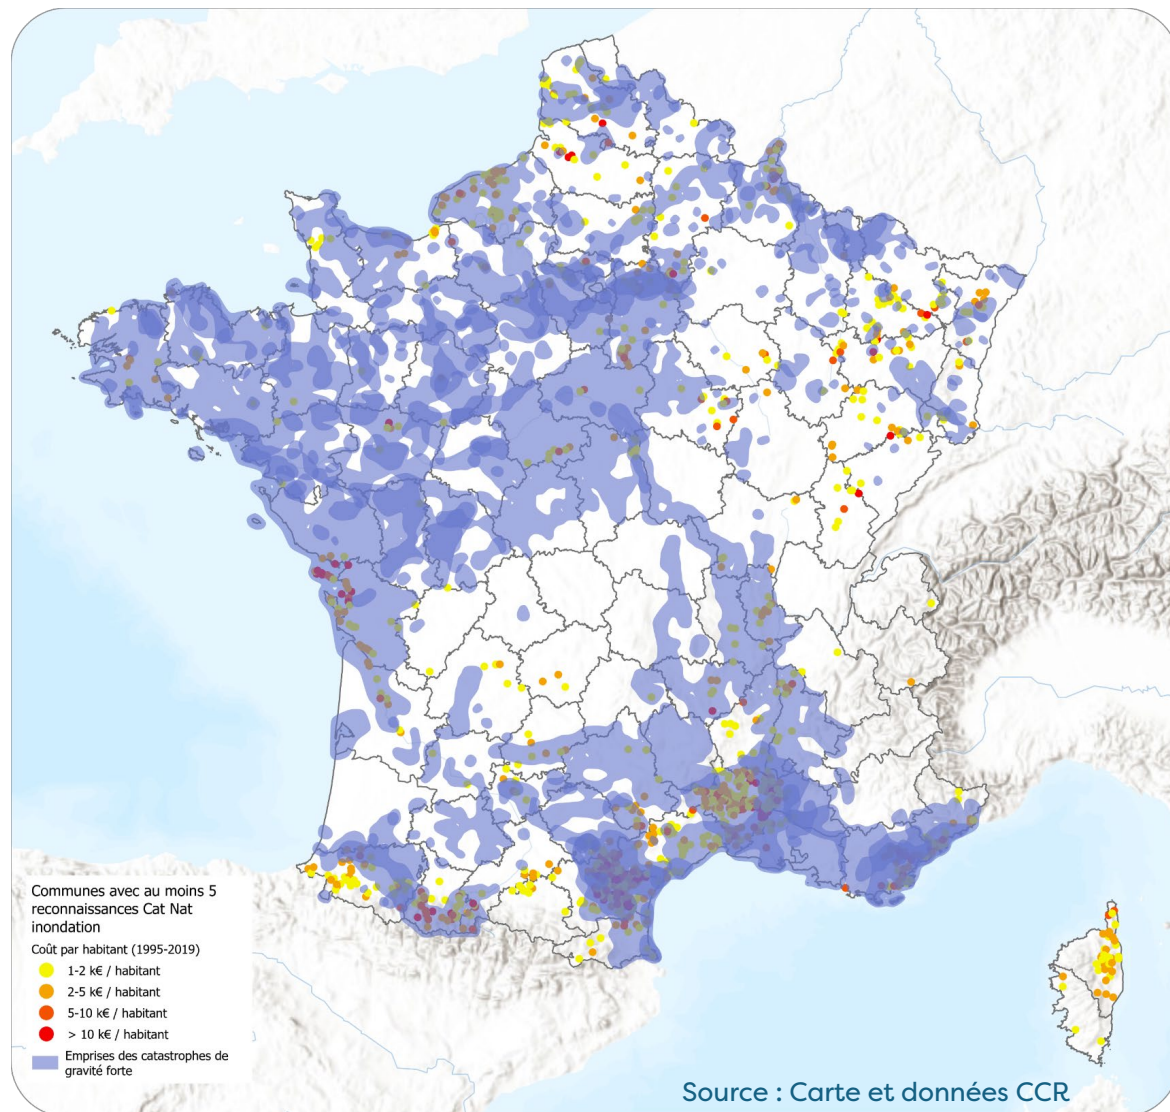 Communes avec au moins 5
reconnaissances Cat Nat
inondation
Coût par habitant (1995-2019)
1-2 k€ / habitant
2-5 k€ / habitant
5-10 k€ / habitant
> 10 k€ / habitant
Emprises des catastrophes de
gravité forte
Source : Carte et données CCR